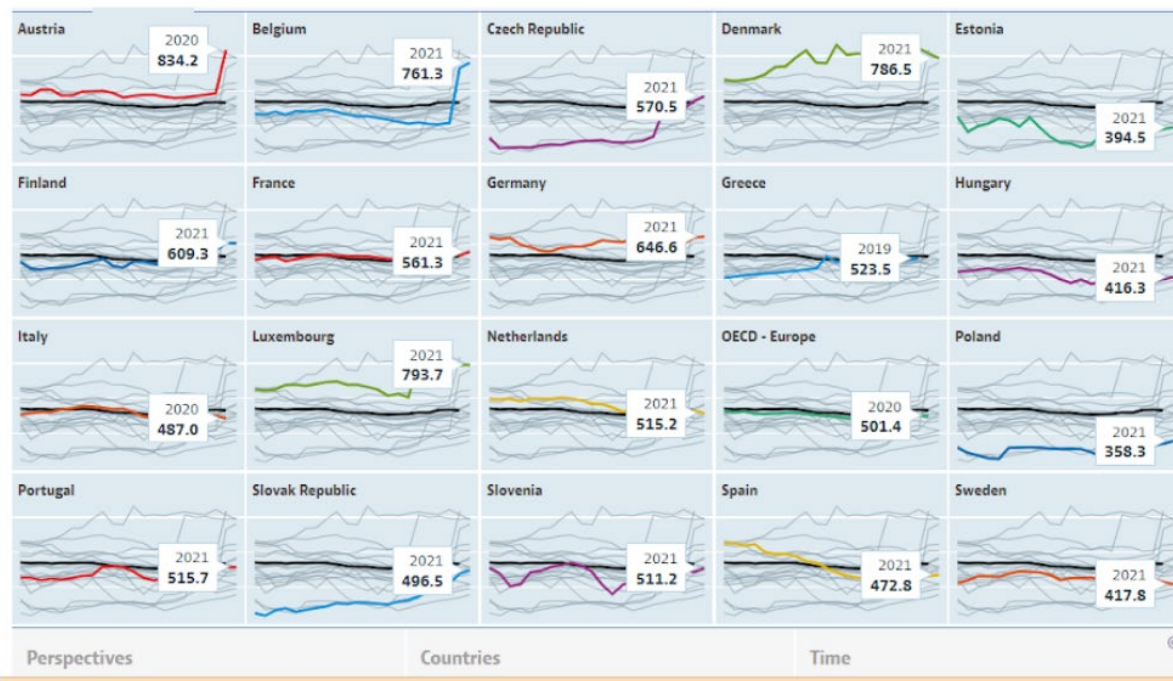 Austria
2020
834.2
Belgium
2021
761.3
Czech Republic
2021
570.5
Denmark
2021
786.5
Estonia
2021
394.5
Finland
2021
609.3
France
2021
561.3
Germany
2021
646.6
Greece
2019
523.5
Hungary
2021
416.3
Italy
2020
487.0
Luxembourg
2021
793.7
Netherlands
2021
515.2
OECD - Europe
2020
501.4
Poland
2021
358.3
Portugal
2021
515.7
Slovak Republic
2021
496.5
Slovenia
2021
511.2
Spain
2021
472.8
Sweden
2021
417.8
Perspectives
Countries
Time